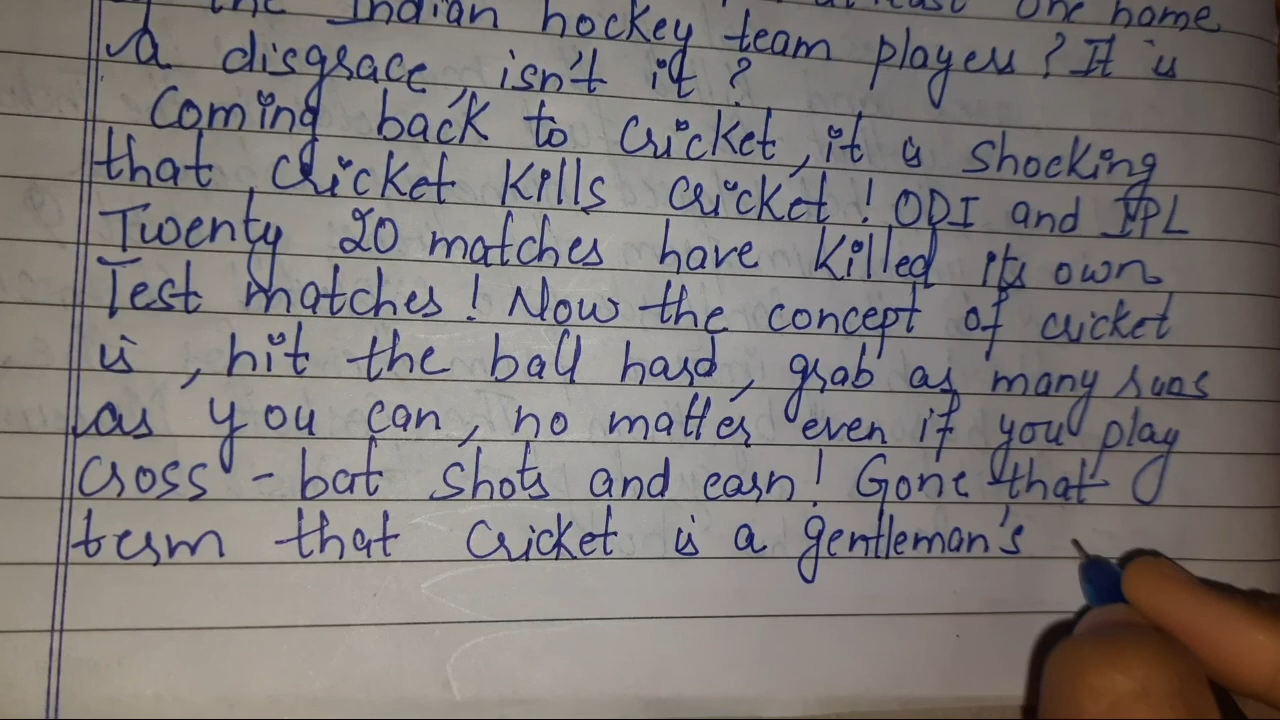 the Indian hockey team players? It is
a disgrace, isn't it?
Coming back to cricket, it is shocking
that, cricket kills cricket! ODI and IPL
Twenty 20 matches have killed its own
Test matches! Now the concept of cricket
is, hit the ball hard, grab as many runs
as you can, no matter even if you play
cross-bat shots and earn! Gone that
term that cricket is a gentleman's